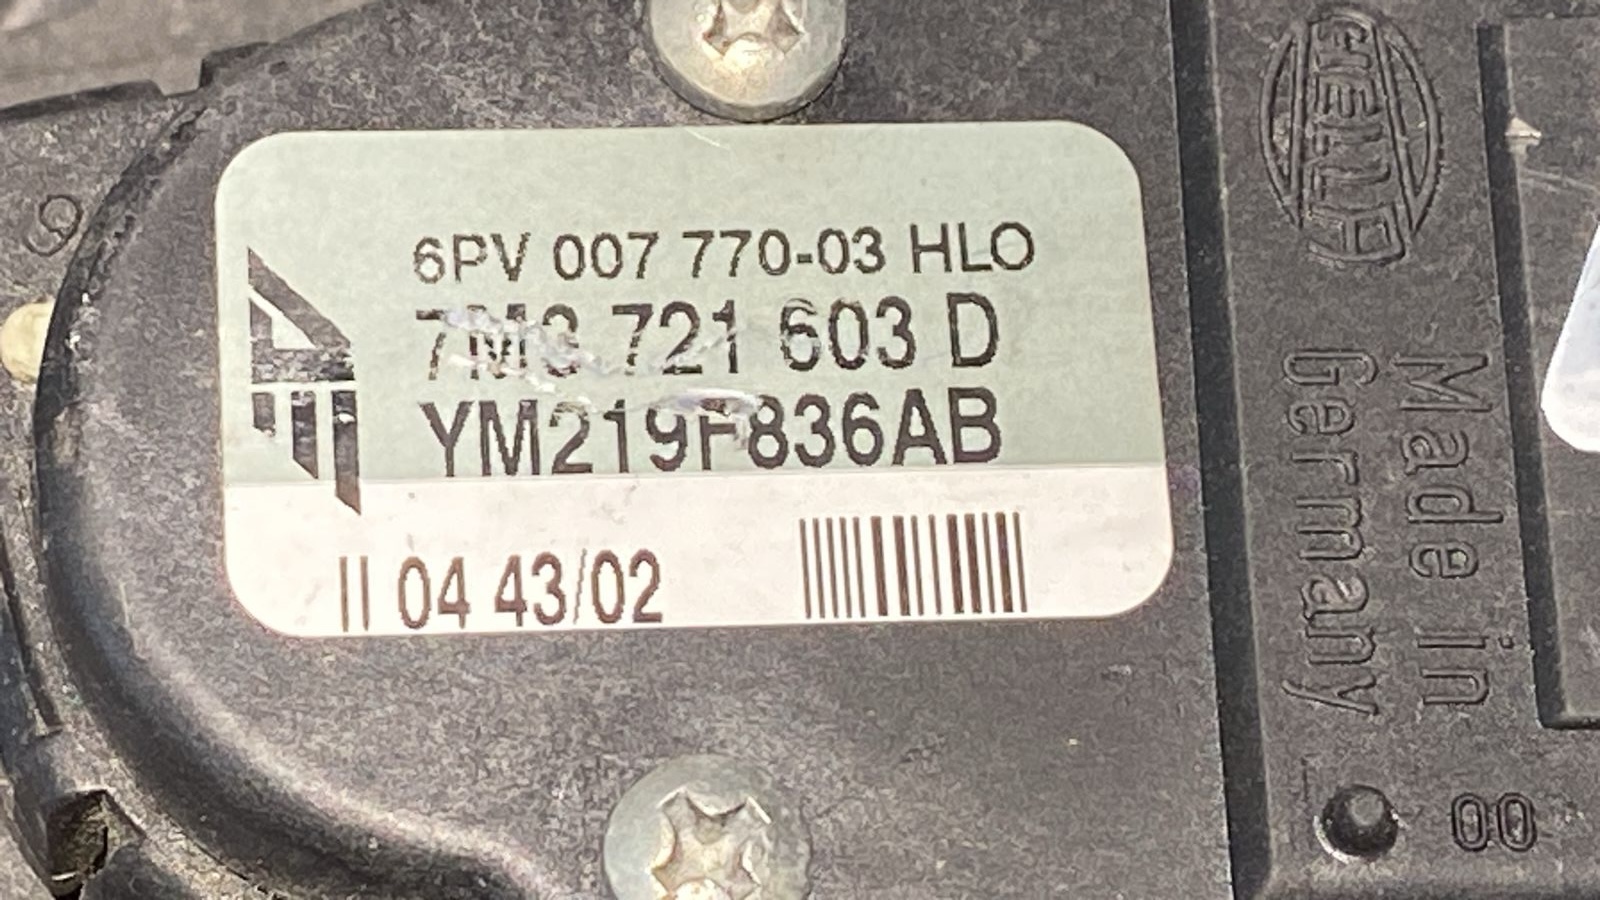 6PV 007 770-03 HLO
7M3 721 603 D
YM219F836AB
II 04 43/02
HELLA
Made in
Germany
00
9